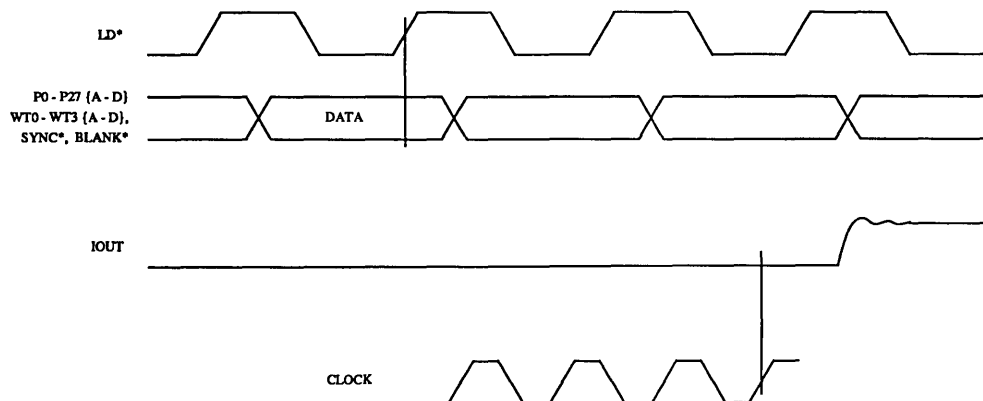 LD*
P0 - P27 {A - D}
WT0 - WT3 {A - D},
SYNC*, BLANK*
DATA
IOUT
CLOCK